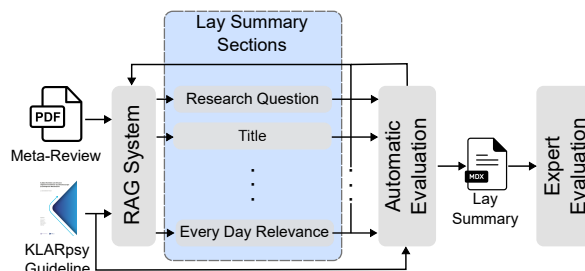 Lay Summary
Sections
PDF
Meta-Review
KLARpsy
Guideline
RAG System
Research Question
Title
Every Day Relevance
Automatic
Evaluation
MDX
Lay
Summary
Expert
Evaluation